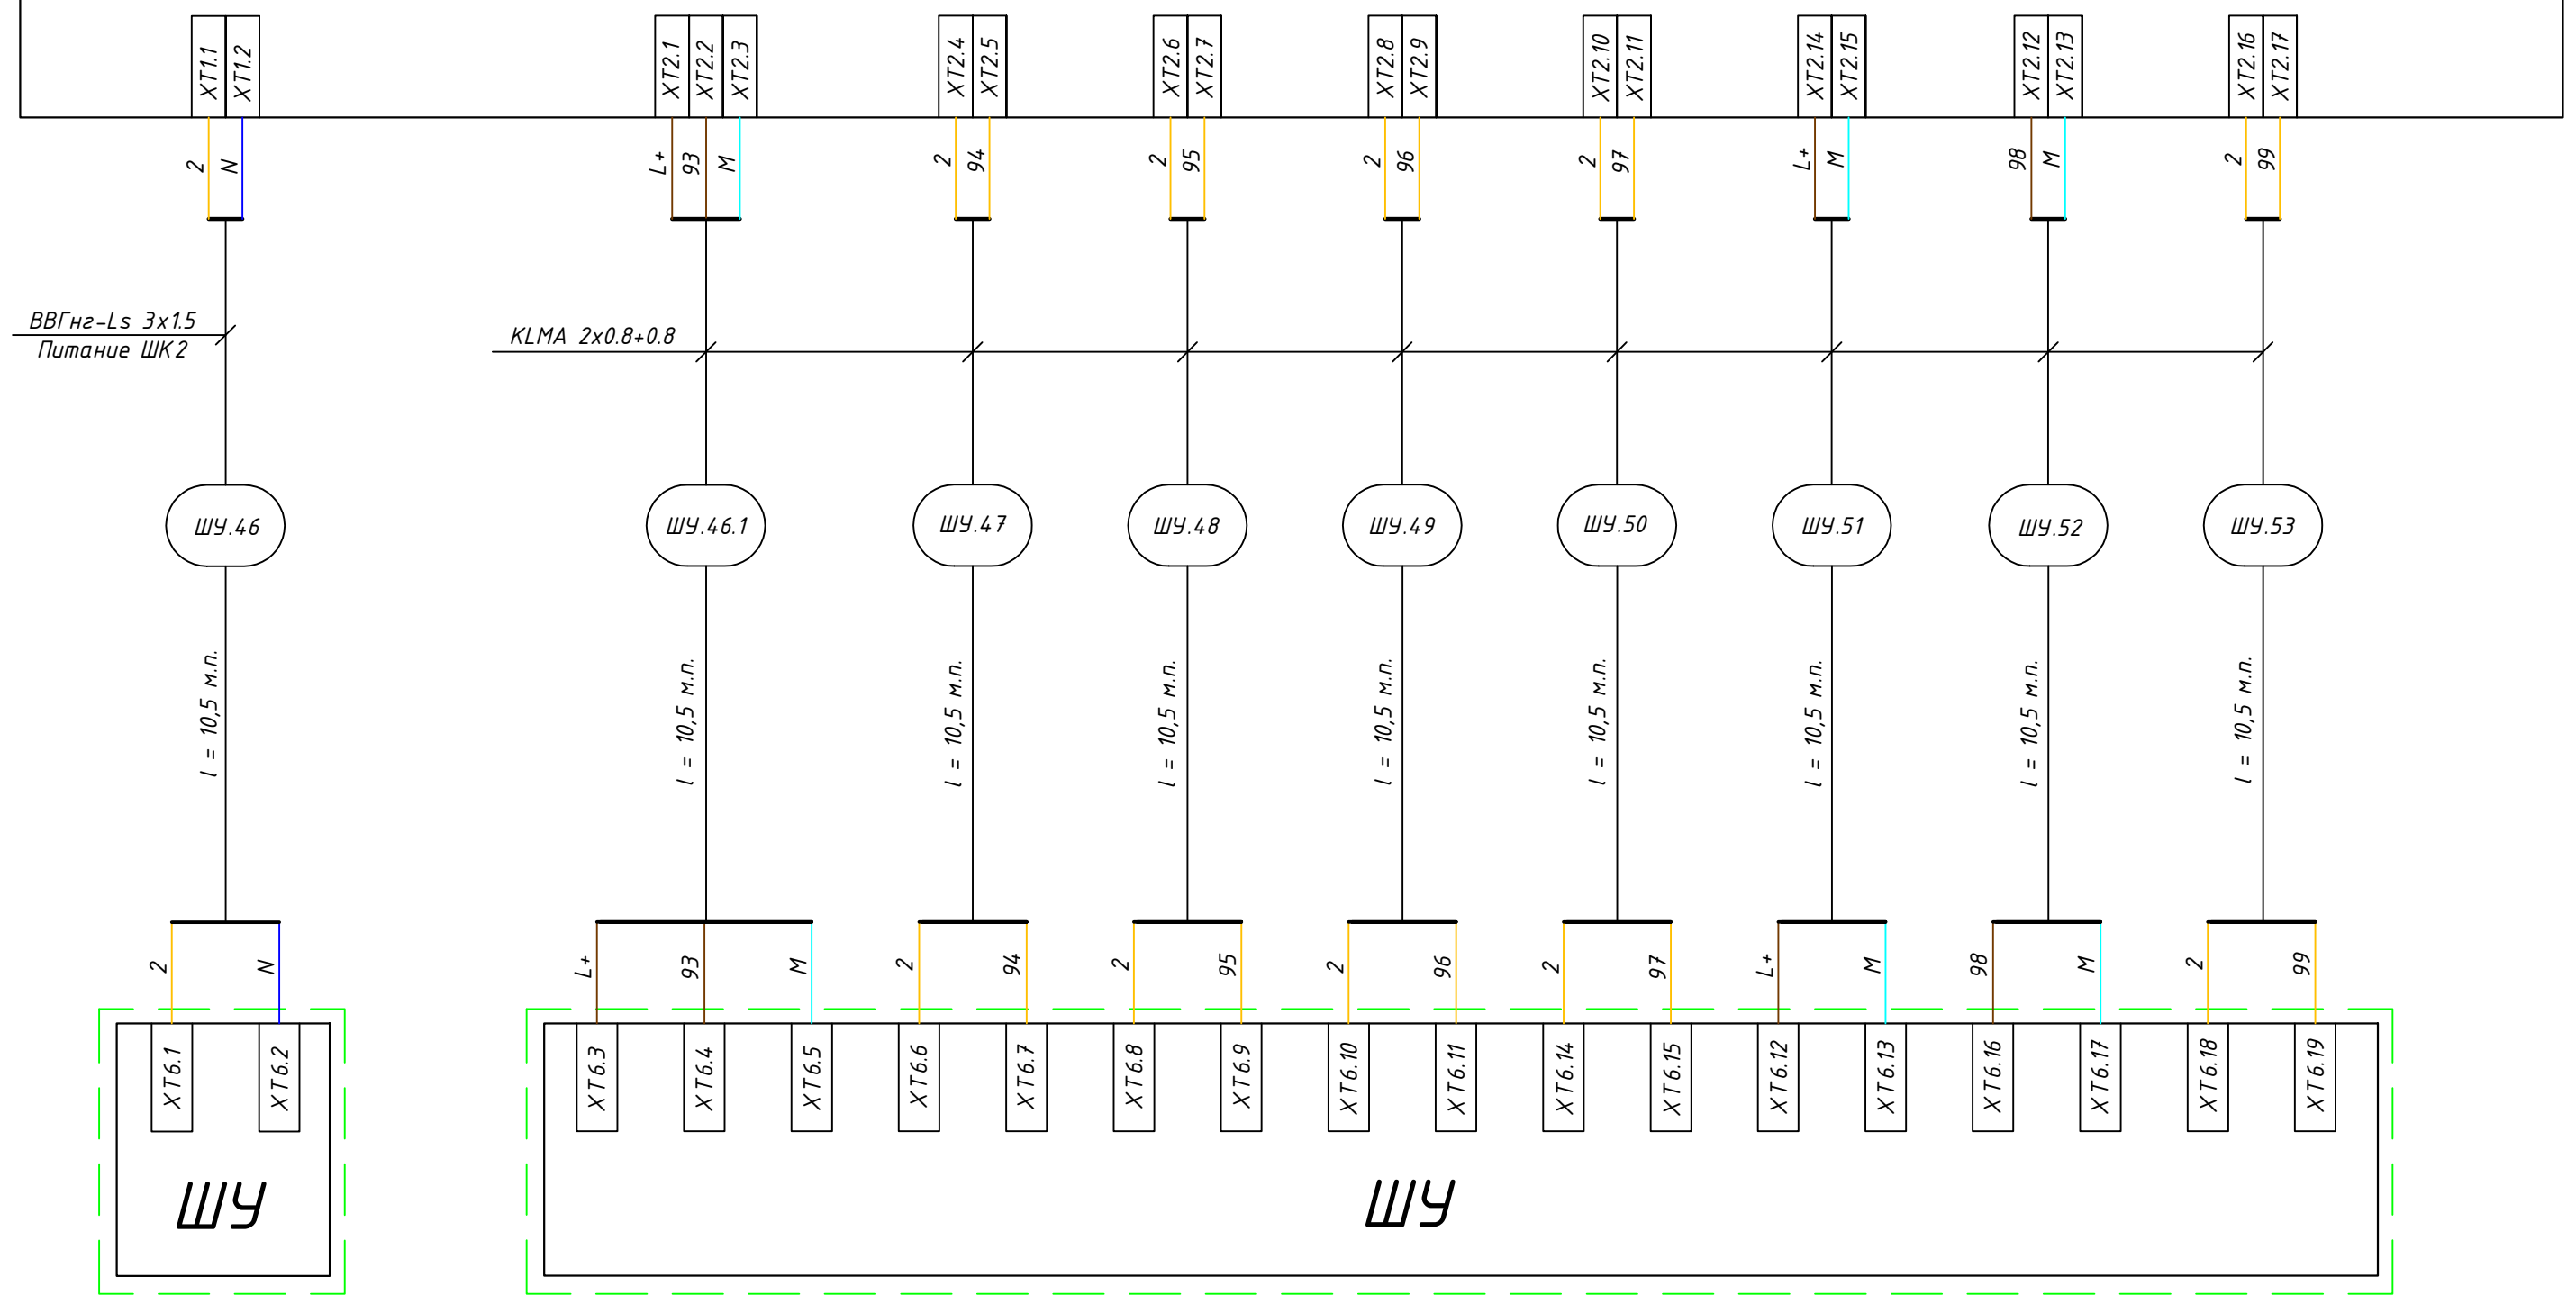 XT1.1 XT1.2 XT2.1 XT2.2 XT2.3 XT2.4 XT2.5 XT2.6 XT2.7 XT2.8 XT2.9 XT2.10 XT2.11 XT2.14 XT2.15 XT2.12 XT2.13 XT2.16 XT2.17
2 N L+ 93 M 2 94 2 95 2 96 2 97 L+ M 98 M 2 99
ВВГнг-Ls 3x1.5
Питание ШК2
KLMA 2x0.8+0.8
ШУ.46 ШУ.46.1 ШУ.47 ШУ.48 ШУ.49 ШУ.50 ШУ.51 ШУ.52 ШУ.53
l = 10,5 м.п. l = 10,5 м.п. l = 10,5 м.п. l = 10,5 м.п. l = 10,5 м.п. l = 10,5 м.п. l = 10,5 м.п. l = 10,5 м.п. l = 10,5 м.п.
2 N L+ 93 M 2 94 2 95 2 96 2 97 L+ M 98 M 2 99
XT6.1 XT6.2 XT6.3 XT6.4 XT6.5 XT6.6 XT6.7 XT6.8 XT6.9 XT6.10 XT6.11 XT6.14 XT6.15 XT6.12 XT6.13 XT6.16 XT6.17 XT6.18 XT6.19
ШУ ШУ